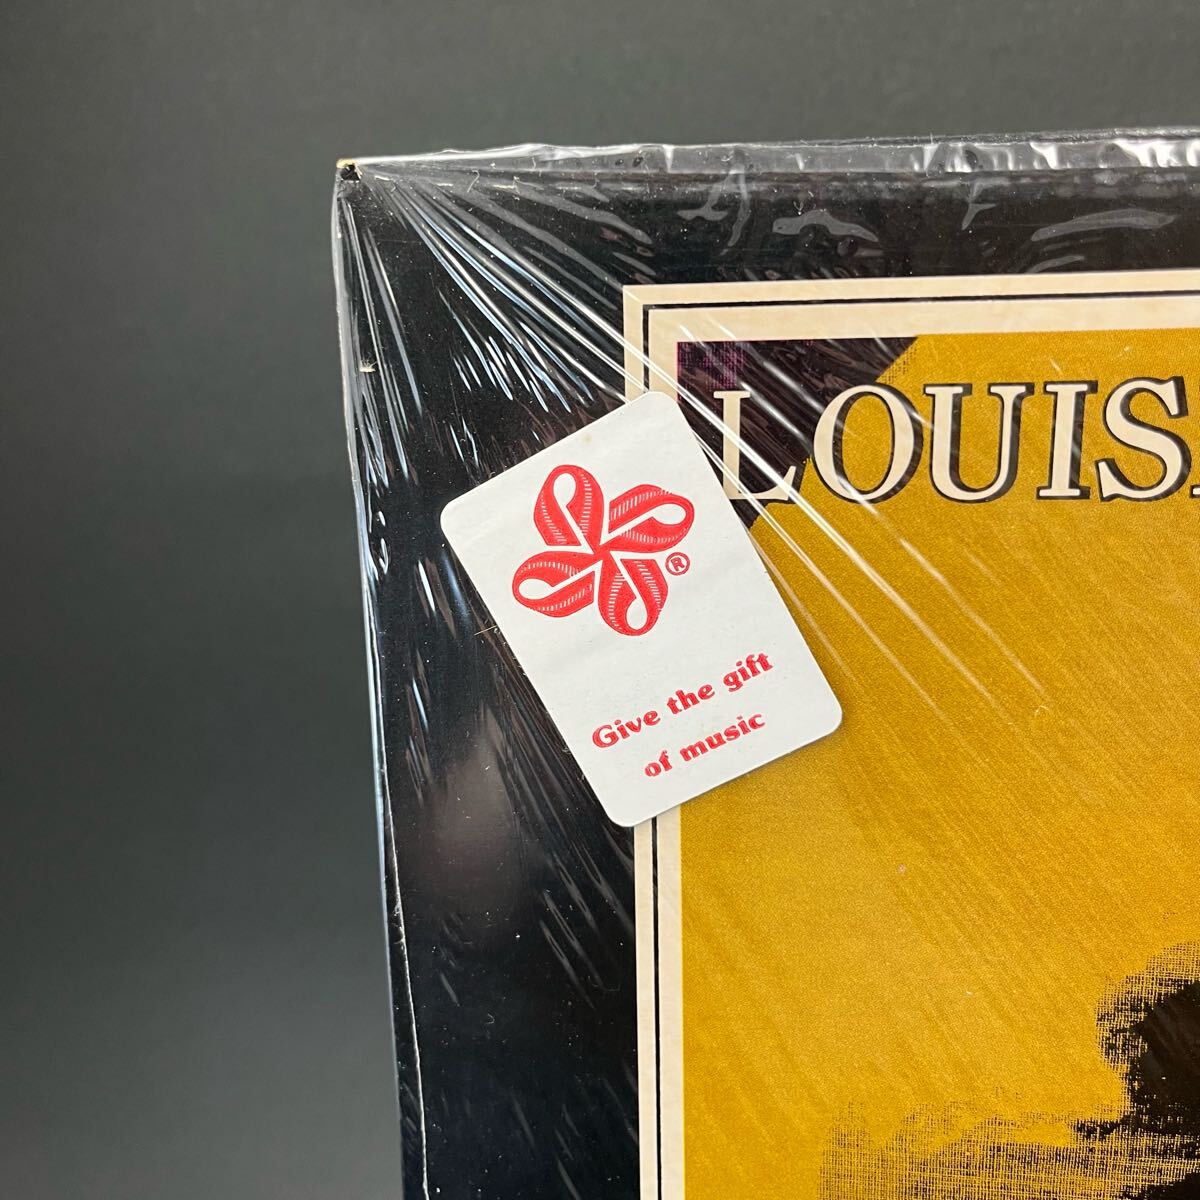 LOUIS
®
Give the gift
of music